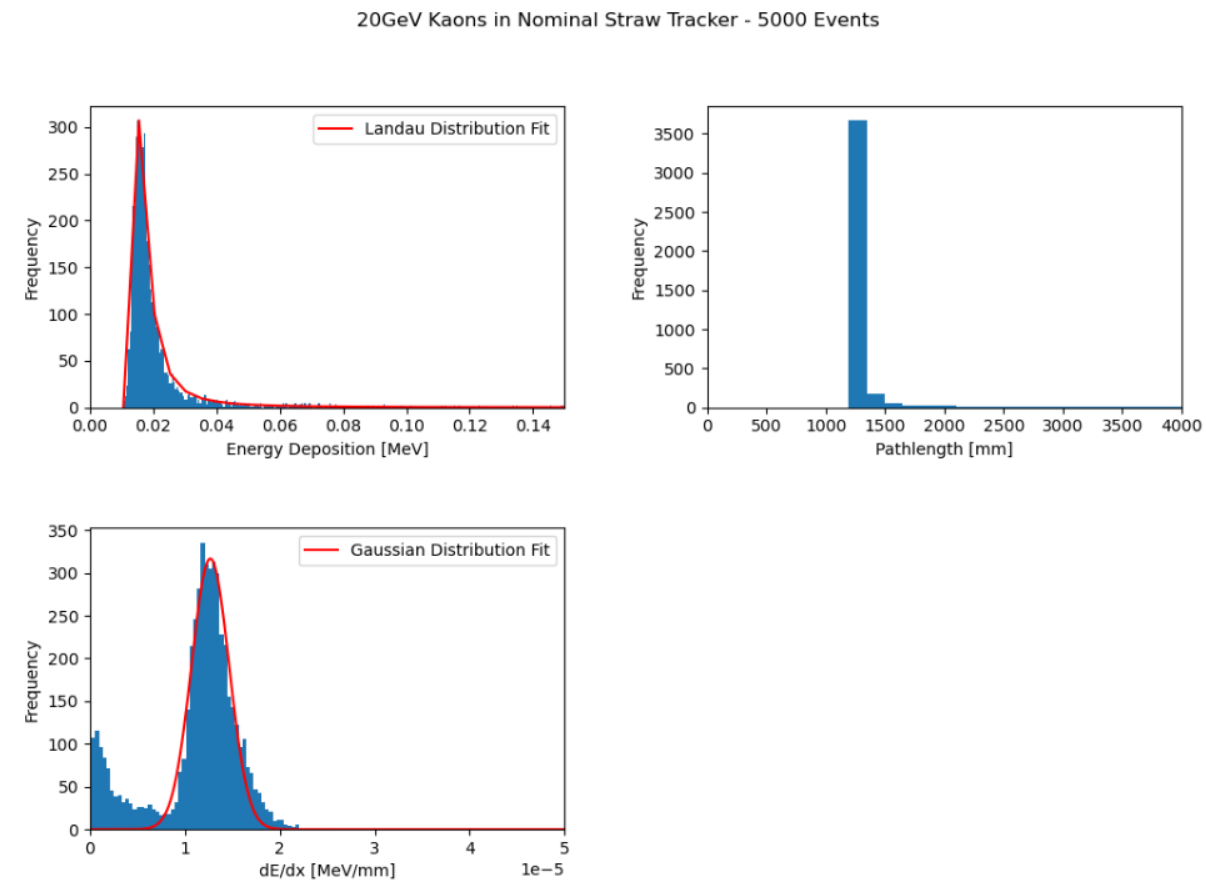 20GeV Kaons in Nominal Straw Tracker - 5000 Events
Landau Distribution Fit
300
250
200
150
100
50
0
Frequency
0.00 0.02 0.04 0.06 0.08 0.10 0.12 0.14
Energy Deposition [MeV]
3500
3000
2500
2000
1500
1000
500
0
Frequency
0 500 1000 1500 2000 2500 3000 3500 4000
Pathlength [mm]
Gaussian Distribution Fit
350
300
250
200
150
100
50
0
Frequency
0 1 2 3 4 5
dE/dx [MeV/mm]
1e−5